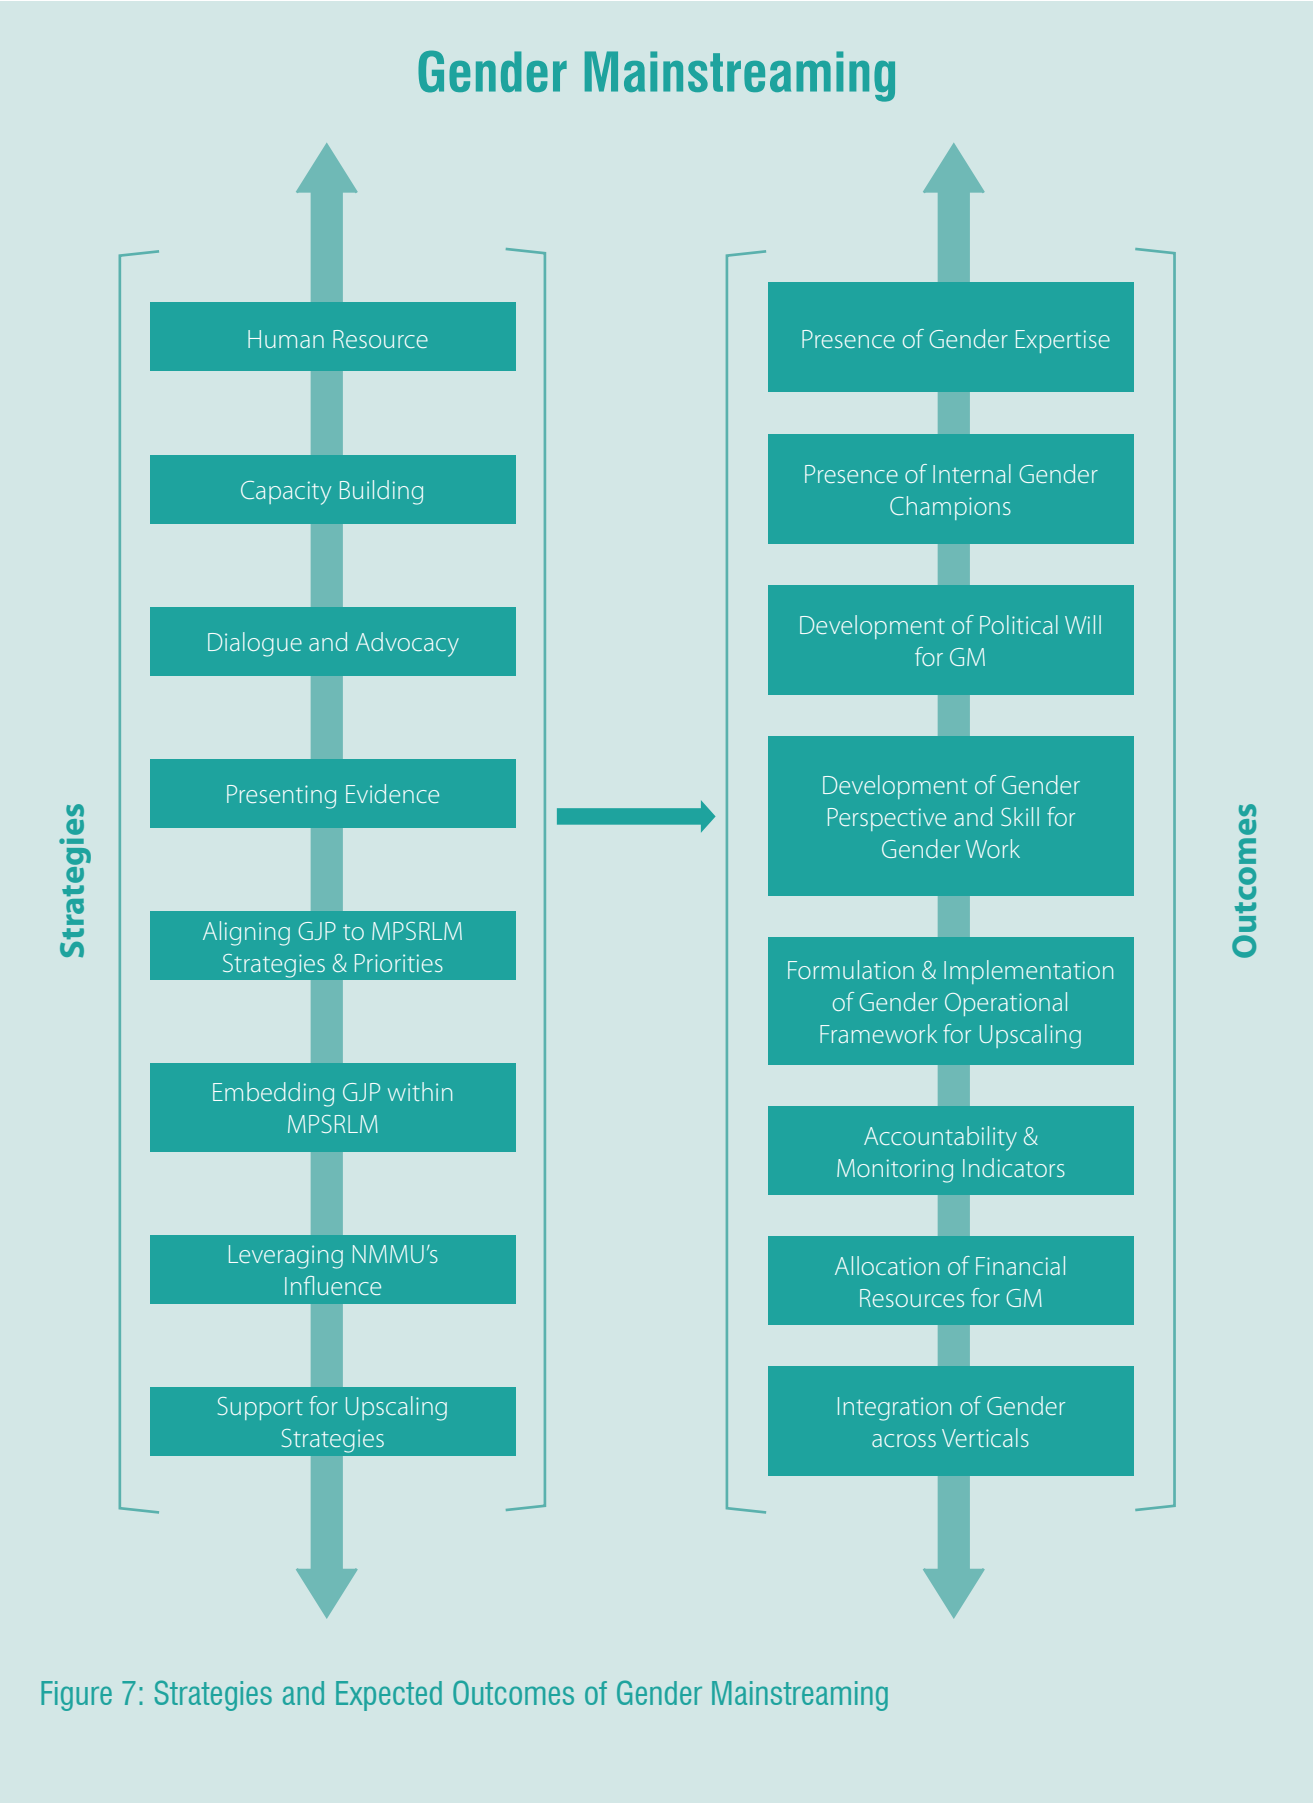 Gender Mainstreaming
Strategies
Human Resource
Capacity Building
Dialogue and Advocacy
Presenting Evidence
Aligning GJP to MPSRLM
Strategies & Priorities
Embedding GJP within
MPSRLM
Leveraging NMMU’s
Influence
Support for Upscaling
Strategies
Presence of Gender Expertise
Presence of Internal Gender
Champions
Development of Political Will
for GM
Development of Gender
Perspective and Skill for
Gender Work
Formulation & Implementation
of Gender Operational
Framework for Upscaling
Accountability &
Monitoring Indicators
Allocation of Financial
Resources for GM
Integration of Gender
across Verticals
Outcomes
Figure 7: Strategies and Expected Outcomes of Gender Mainstreaming